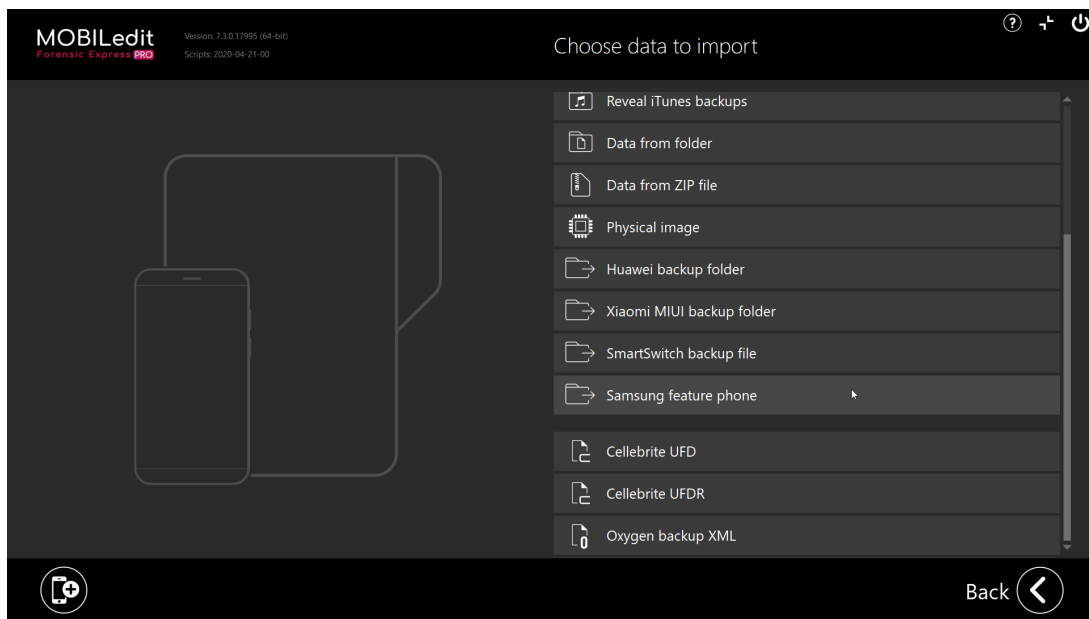 MOBILedit
Forensic Express PRO
Version: 7.3.0.17995 (64-bit)
Scripts: 2020-04-21-00
Choose data to import
?
Reveal iTunes backups
Data from folder
Data from ZIP file
Physical image
Huawei backup folder
Xiaomi MIUI backup folder
SmartSwitch backup file
Samsung feature phone
Cellebrite UFD
Cellebrite UFDR
Oxygen backup XML
Back